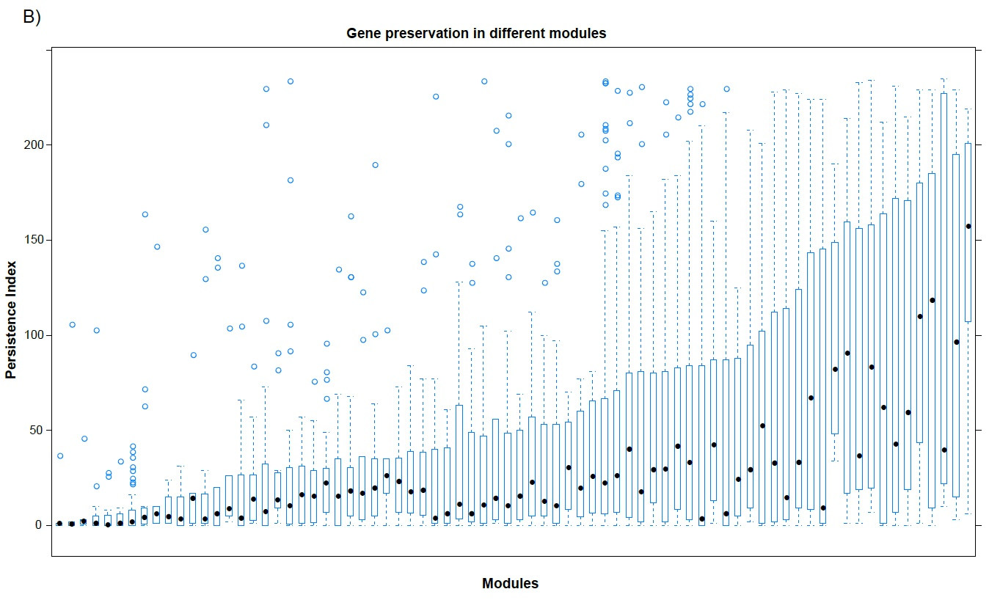 B)
Gene preservation in different modules
Persistence Index
200
150
100
50
0
Modules